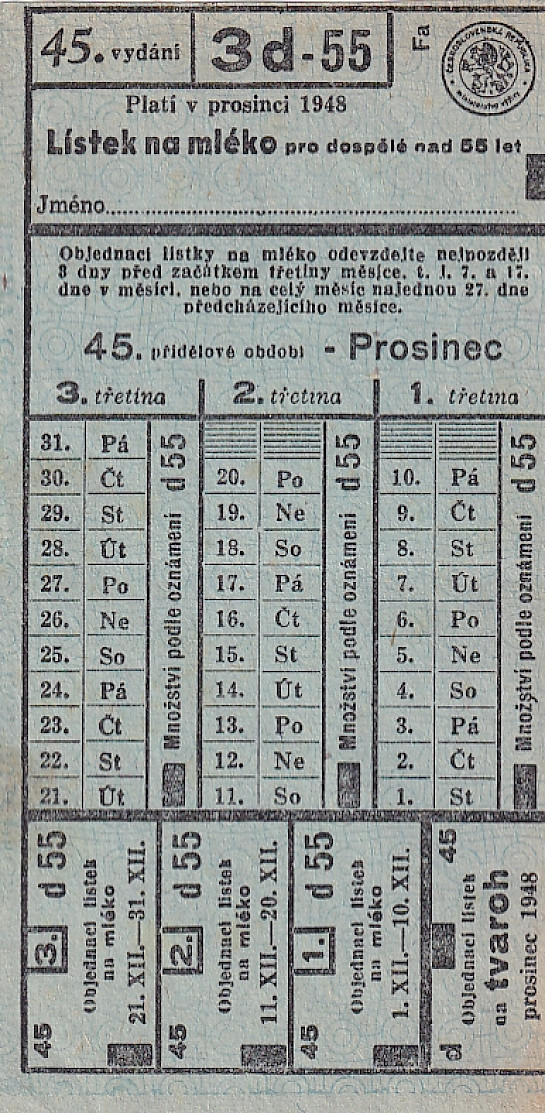 45. vydání
3d-55
Fa
ČESKOSLOVENSKÁ REPUBLIKA
Platí v prosinci 1948
Lístek na mléko pro dospělé nad 55 let
Jméno
Objednací lístky na mléko odevzdejte nejpozději
3 dny před začátkem třetiny měsíce, t. j. 7. a 17.
dne v měsíci, nebo na celý měsíc najednou 27. dne
předcházejícího měsíce.
45. přídělové období - Prosinec
3. třetina 2. třetina 1. třetina
31. Pá
30. Čt 20. Po 10. Pá
29. St 19. Ne 9. Čt
28. Út 18. So 8. St
27. Po 17. Pá 7. Út
26. Ne 16. Čt 6. Po
25. So 15. St 5. Ne
24. Pá 14. Út 4. So
23. Čt 13. Po 3. Pá
22. St 12. Ne 2. Čt
21. Út 11. So 1. St
Množství podle oznámení d 55
Množství podle oznámení d 55
Množství podle oznámení d 55
45 3. d 55
Objednací lístek
na mléko
21. XII.—31. XII.
45 2. d 55
Objednací lístek
na mléko
11. XII.—20. XII.
45 1. d 55
Objednací lístek
na mléko
1. XII.—10. XII.
d 45
Objednací lístek
na tvaroh
prosinec 1948